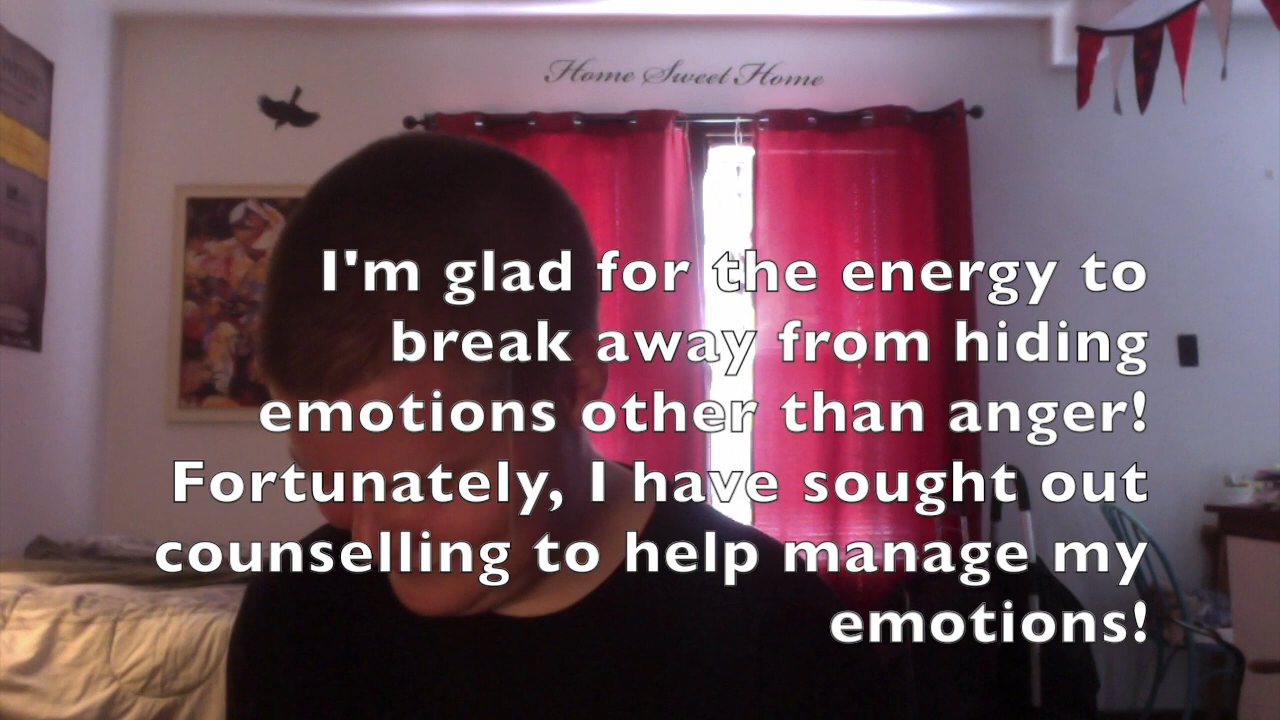 Home Sweet Home
I'm glad for the energy to
break away from hiding
emotions other than anger!
Fortunately, I have sought out
counselling to help manage my
emotions!